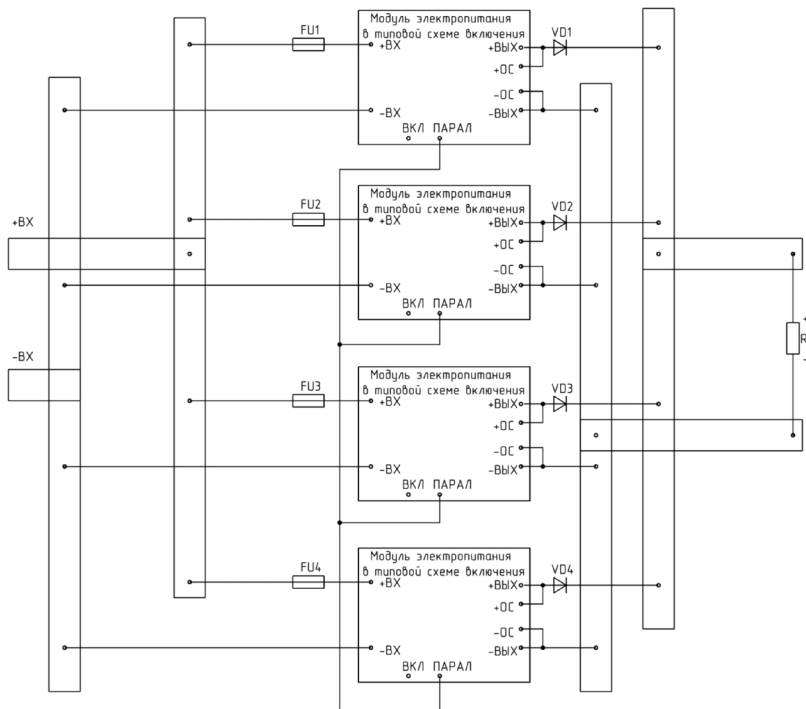 Модуль электропитания
в типовой схеме включения
FU1
+ВХ
+ВЫХ
VD1
+ОС
-ОС
-ВХ
-ВЫХ
ВКЛ ПАРАЛ
Модуль электропитания
в типовой схеме включения
FU2
+ВХ
+ВЫХ
VD2
+ВХ
+ОС
-ОС
-ВХ
-ВЫХ
ВКЛ ПАРАЛ
+
R
-
-ВХ
Модуль электропитания
в типовой схеме включения
FU3
+ВХ
+ВЫХ
VD3
+ОС
-ОС
-ВХ
-ВЫХ
ВКЛ ПАРАЛ
Модуль электропитания
в типовой схеме включения
FU4
+ВХ
+ВЫХ
VD4
+ОС
-ОС
-ВХ
-ВЫХ
ВКЛ ПАРАЛ